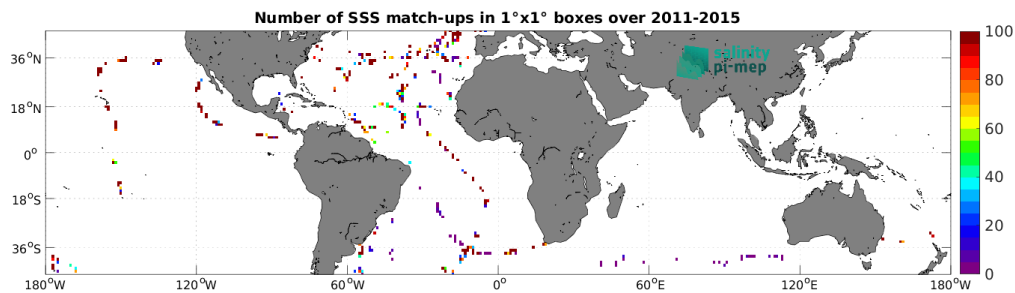 Number of SSS match-ups in 1°x1° boxes over 2011-2015
36°N
18°N
0°
18°S
36°S
180°W 120°W 60°W 0° 60°E 120°E 180°W
salinity
pi-mep
100
80
60
40
20
0